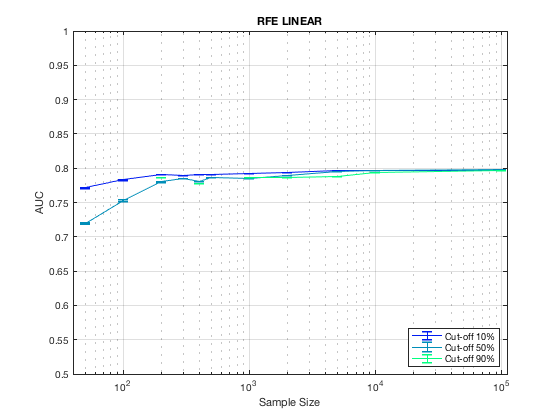 RFE LINEAR
1
0.95
0.9
0.85
0.8
0.75
0.7
0.65
0.6
0.55
0.5
AUC
10^2
10^3
10^4
10^5
Sample Size
Cut-off 10%
Cut-off 50%
Cut-off 90%